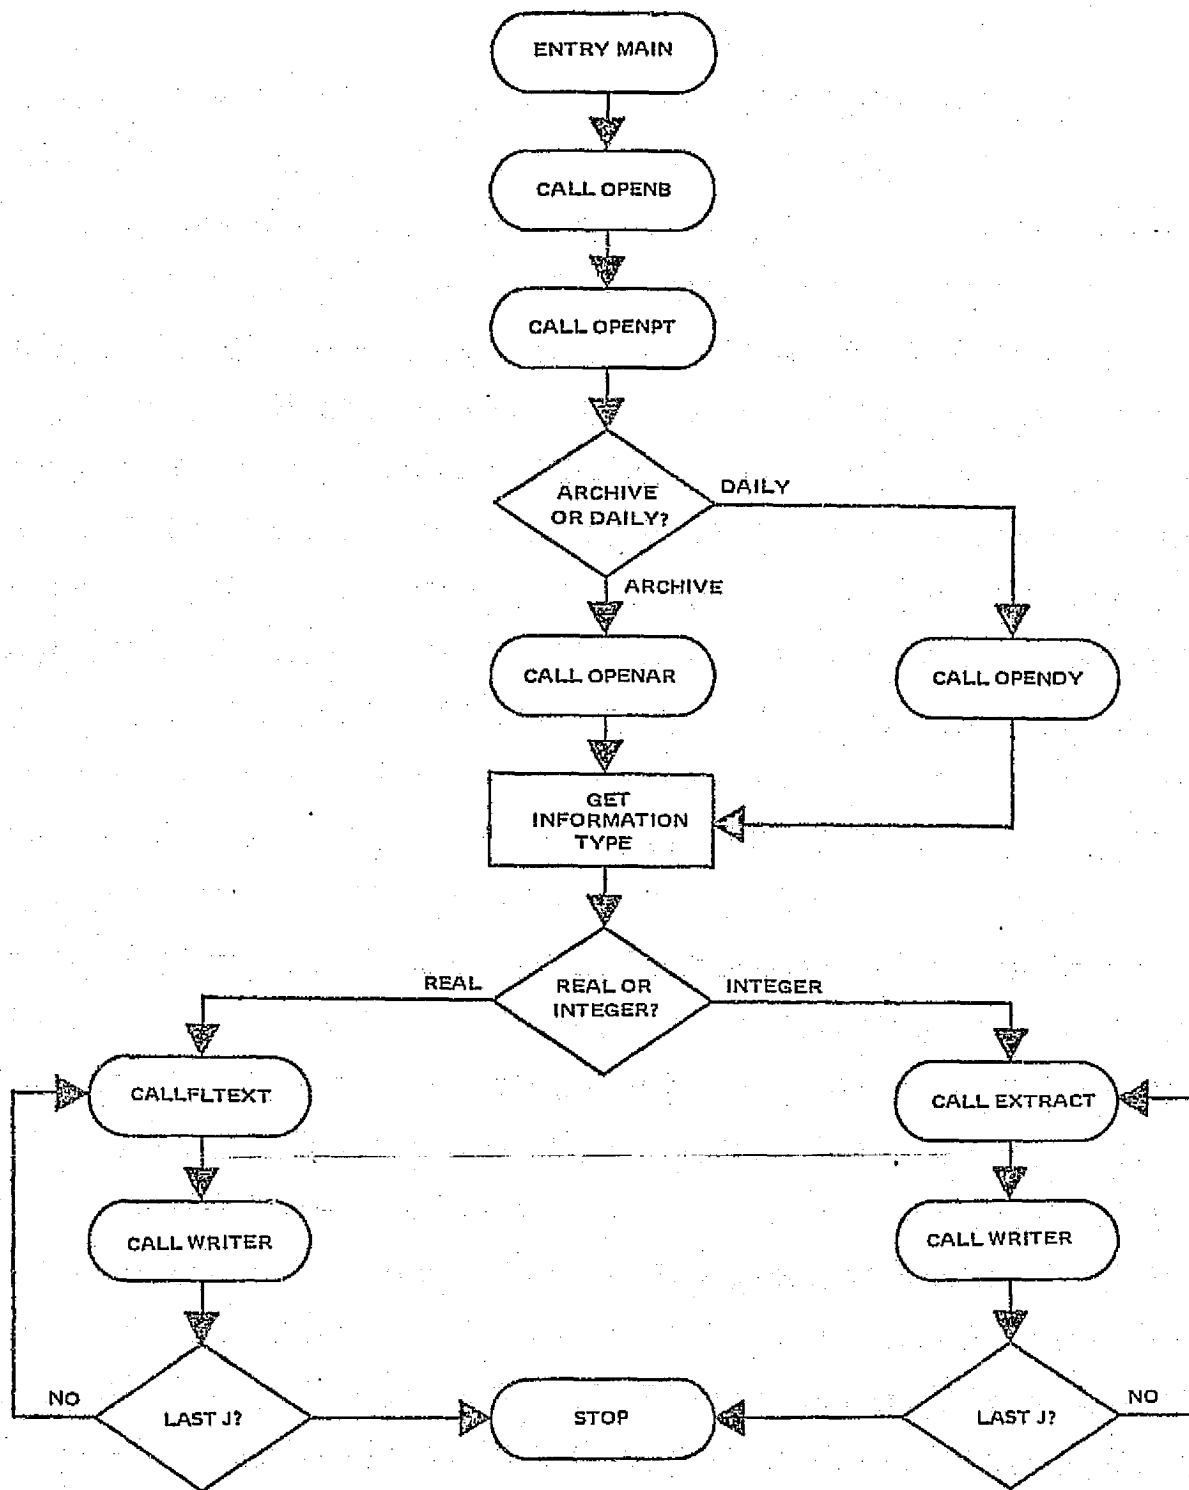 ENTRY MAIN
CALL OPENB
CALL OPENPT
ARCHIVE
OR DAILY?
DAILY
ARCHIVE
CALL OPENAR
CALL OPENDY
GET
INFORMATION
TYPE
REAL
REAL OR
INTEGER?
INTEGER
CALLFLTEXT
CALL EXTRACT
CALL WRITER
CALL WRITER
NO
LAST J?
STOP
LAST J?
NO